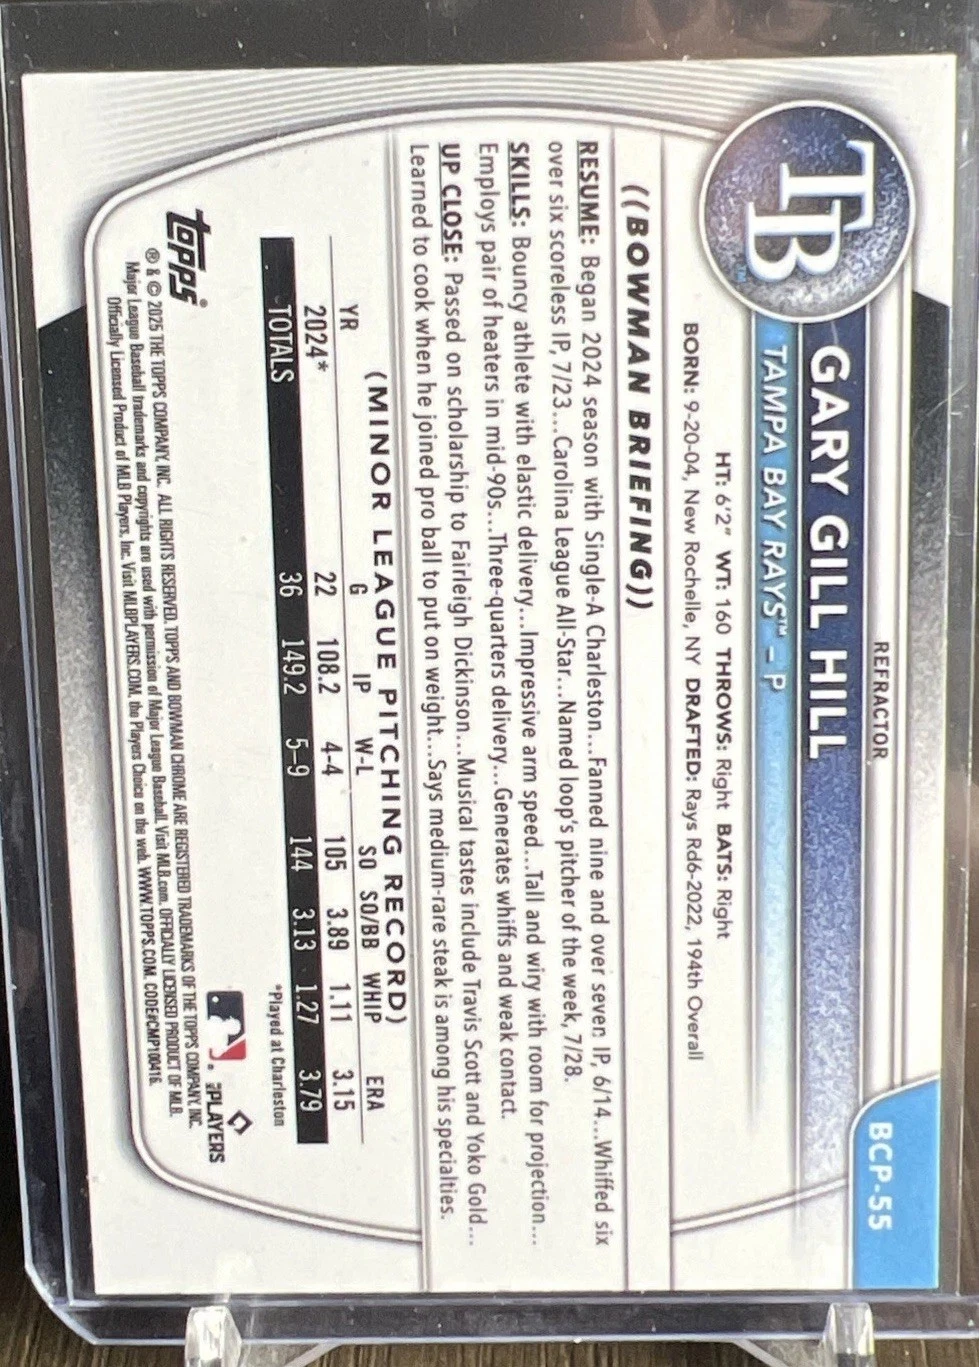 REFRACTOR
BCP-55
TB™
GARY GILL HILL
TAMPA BAY RAYS™ – P
HT: 6'2" WT: 160 THROWS: Right BATS: Right
BORN: 9-20-04, New Rochelle, NY DRAFTED: Rays Rd6-2022, 194th Overall
((BOWMAN BRIEFING))
RESUME: Began 2024 season with Single-A Charleston...Fanned nine and over seven IP, 6/14...Whiffed six
over six scoreless IP, 7/23...Carolina League All-Star...Named loop's pitcher of the week, 7/28.
SKILLS: Bouncy athlete with elastic delivery...Impressive arm speed...Tall and wiry with room for projection...
Employs pair of heaters in mid-90s...Three-quarters delivery...Generates whiffs and weak contact.
UP CLOSE: Passed on scholarship to Fairleigh Dickinson...Musical tastes include Travis Scott and Yoko Gold...
Learned to cook when he joined pro ball to put on weight...Says medium-rare steak is among his specialties.
(MINOR LEAGUE PITCHING RECORD)
YR G IP W-L SO SO/BB WHIP ERA
2024* 22 108.2 4-4 105 3.89 1.11 3.15
TOTALS 36 149.2 5-9 144 3.13 1.27 3.79
*Played at Charleston
topps®
PLAYERS
® & © 2025 THE TOPPS COMPANY, INC. ALL RIGHTS RESERVED. TOPPS AND BOWMAN CHROME ARE REGISTERED TRADEMARKS OF THE TOPPS COMPANY, INC.
Major League Baseball trademarks and copyrights are used with permission of Major League Baseball. Visit MLB.com. OFFICIALLY LICENSED PRODUCT OF MLB
Officially Licensed Product of MLB Players, Inc. Visit MLBPLAYERS.COM, the Players Choice on the web. WWW.TOPPS.COM. CODE#CMP100416.